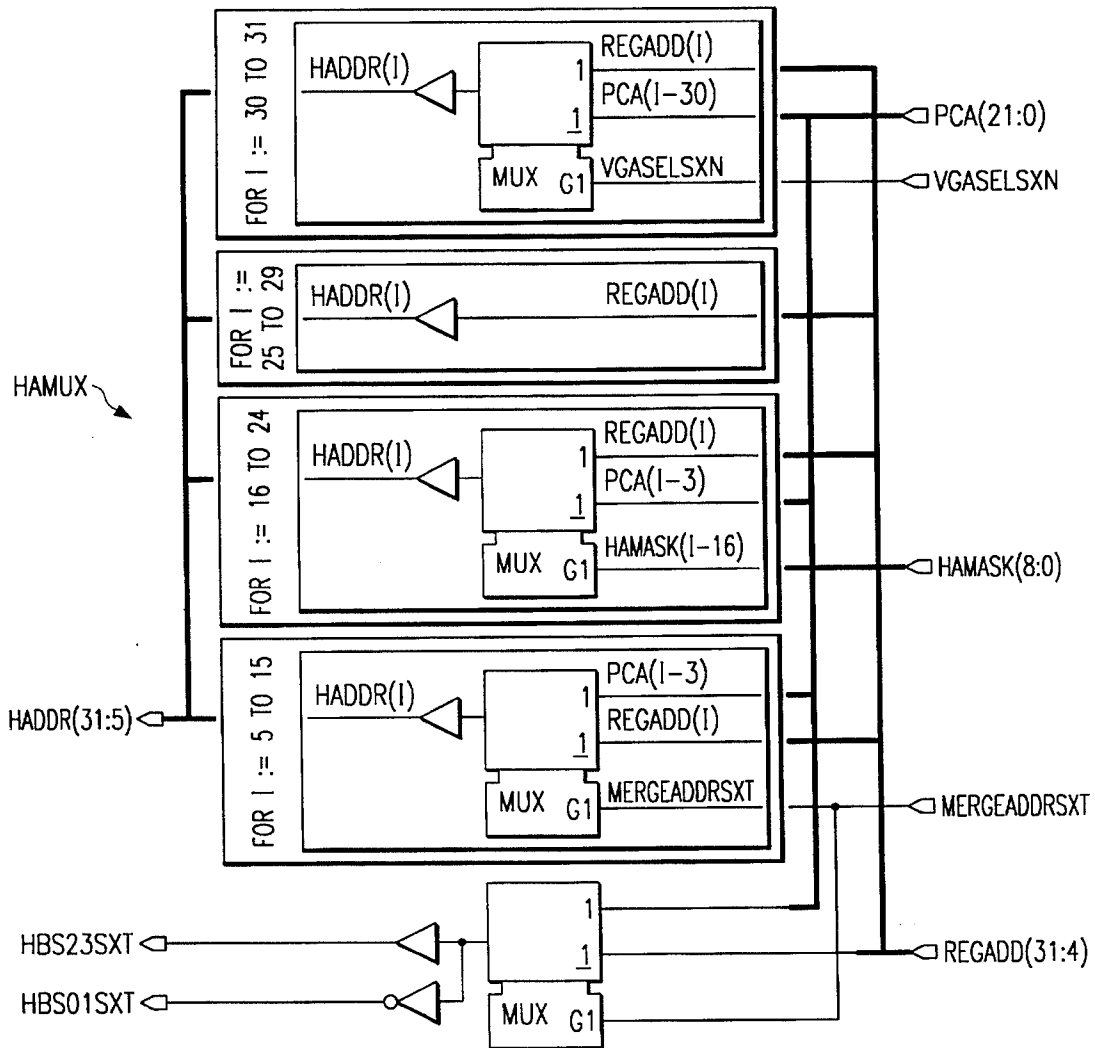 FOR I := 30 TO 31
HADDR(I)
1
REGADD(I)
1
PCA(I-30)
MUX G1
VGASELSXN
PCA(21:0)
VGASELSXN
FOR I := 25 TO 29
HADDR(I)
REGADD(I)
HAMUX
FOR I := 16 TO 24
HADDR(I)
1
REGADD(I)
1
PCA(I-3)
MUX G1
HAMASK(I-16)
HAMASK(8:0)
HADDR(31:5)
FOR I := 5 TO 15
HADDR(I)
1
PCA(I-3)
1
REGADD(I)
MUX G1
MERGEADDRSXT
MERGEADDRSXT
1
1
MUX G1
HBS23SXT
HBS01SXT
REGADD(31:4)